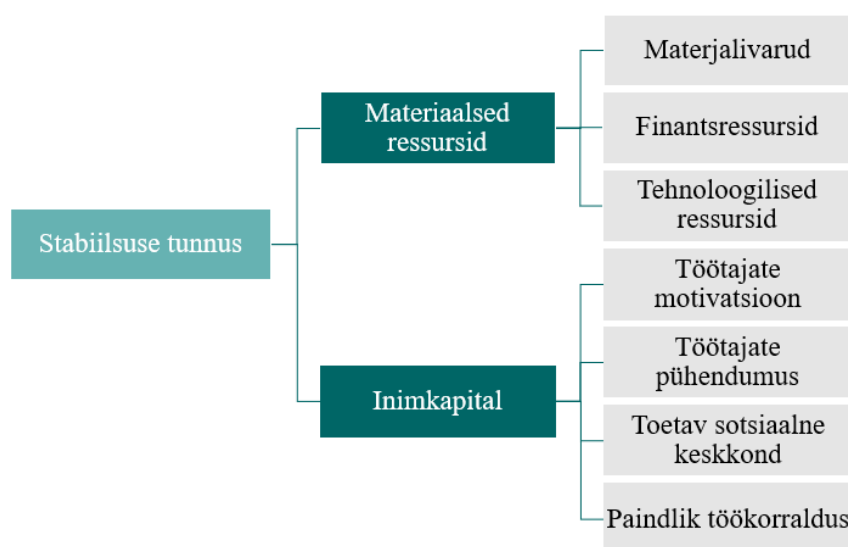 Stabiilsuse tunnus
Materiaalsed
ressursid
Materjalivarud
Finantsressursid
Tehnoloogilised
ressursid
Inimkapital
Töötajate
motivatsioon
Töötajate
pühendumus
Toetav sotsiaalne
keskkond
Paindlik töökorraldus